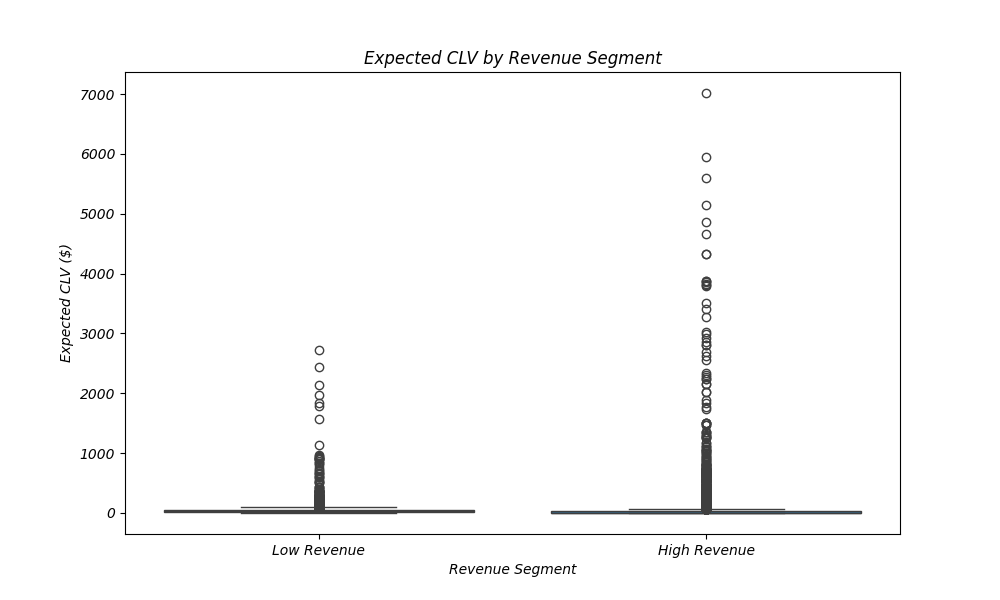 Expected CLV by Revenue Segment
Expected CLV ($)
7000
6000
5000
4000
3000
2000
1000
0
Low Revenue
High Revenue
Revenue Segment